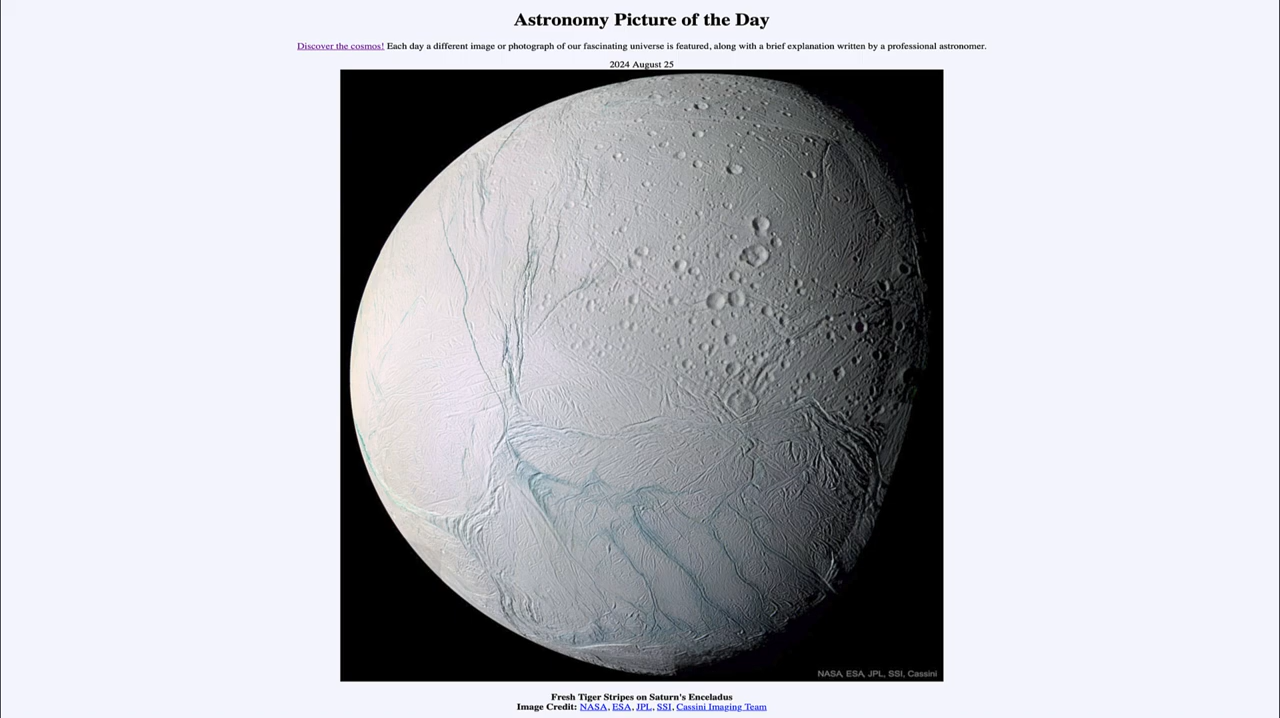 Astronomy Picture of the Day
Discover the cosmos! Each day a different image or photograph of our fascinating universe is featured, along with a brief explanation written by a professional astronomer.
2024 August 25
NASA, ESA, JPL, SSI, Cassini
Fresh Tiger Stripes on Saturn's Enceladus
Image Credit: NASA, ESA, JPL, SSI, Cassini Imaging Team